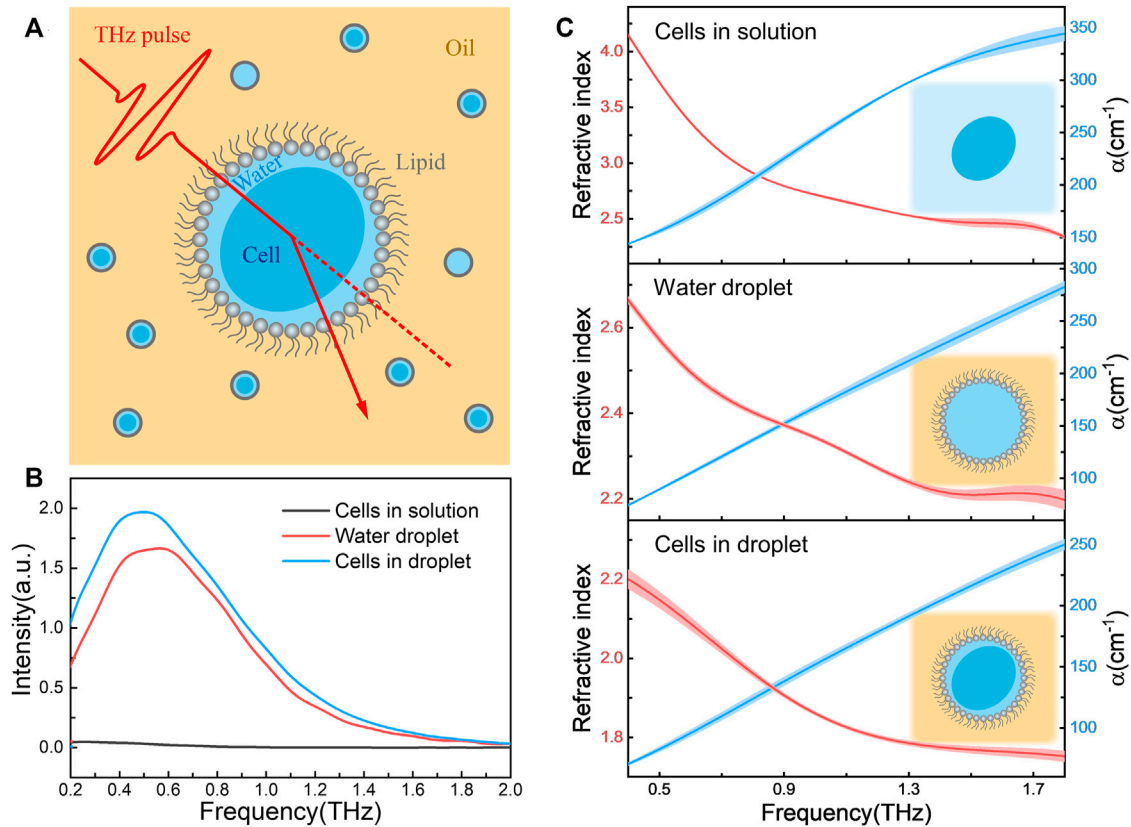 A
THz pulse
Oil
Lipid
Water
Cell
B
Intensity(a.u.)
2.0
1.5
1.0
0.5
0.0
Cells in solution
Water droplet
Cells in droplet
0.2 0.4 0.6 0.8 1.0 1.2 1.4 1.6 1.8 2.0
Frequency(THz)
C
Cells in solution
Refractive index
4.0
3.5
3.0
2.5
350
300
250
200
150
α(cm⁻¹)
Water droplet
Refractive index
2.6
2.4
2.2
300
250
200
150
100
α(cm⁻¹)
Cells in droplet
Refractive index
2.2
2.0
1.8
250
200
150
100
α(cm⁻¹)
0.5 0.9 1.3 1.7
Frequency(THz)